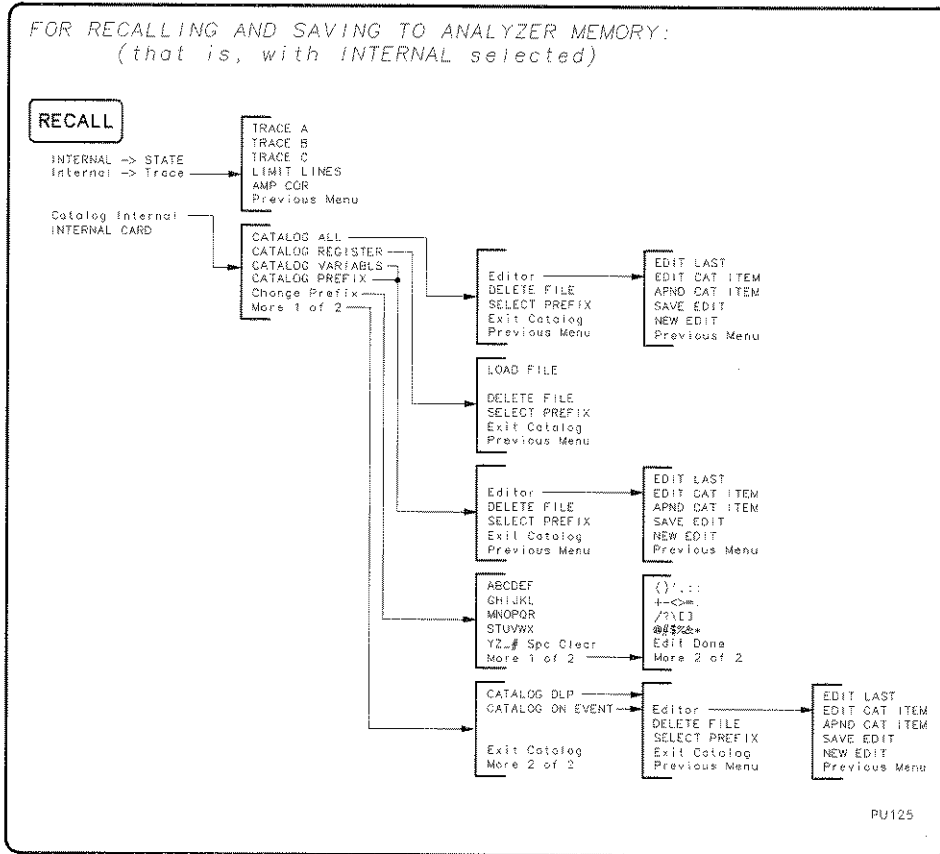 FOR RECALLING AND SAVING TO ANALYZER MEMORY:
(that is, with INTERNAL selected)
RECALL
INTERNAL -> STATE
Internal -> Trace
TRACE A
TRACE B
TRACE C
LIMIT LINES
AMP COR
Previous Menu
Catalog Internal
INTERNAL CARD
CATALOG ALL
CATALOG REGISTER
CATALOG VARIABLS
CATALOG PREFIX
Change Prefix
More 1 of 2
Editor
DELETE FILE
SELECT PREFIX
Exit Catalog
Previous Menu
EDIT LAST
EDIT CAT ITEM
APND CAT ITEM
SAVE EDIT
NEW EDIT
Previous Menu
LOAD FILE
DELETE FILE
SELECT PREFIX
Exit Catalog
Previous Menu
Editor
DELETE FILE
SELECT PREFIX
Exit Catalog
Previous Menu
EDIT LAST
EDIT CAT ITEM
APND CAT ITEM
SAVE EDIT
NEW EDIT
Previous Menu
ABCDEF
GHIJKL
MNOPQR
STUVWX
YZ_# Spc Clear
More 1 of 2
/?\[]
@#$%&*
Edit Done
More 2 of 2
CATALOG DLP
CATALOG ON EVENT
Exit Catalog
More 2 of 2
Editor
DELETE FILE
SELECT PREFIX
Exit Catalog
Previous Menu
EDIT LAST
EDIT CAT ITEM
APND CAT ITEM
SAVE EDIT
NEW EDIT
Previous Menu
PU125